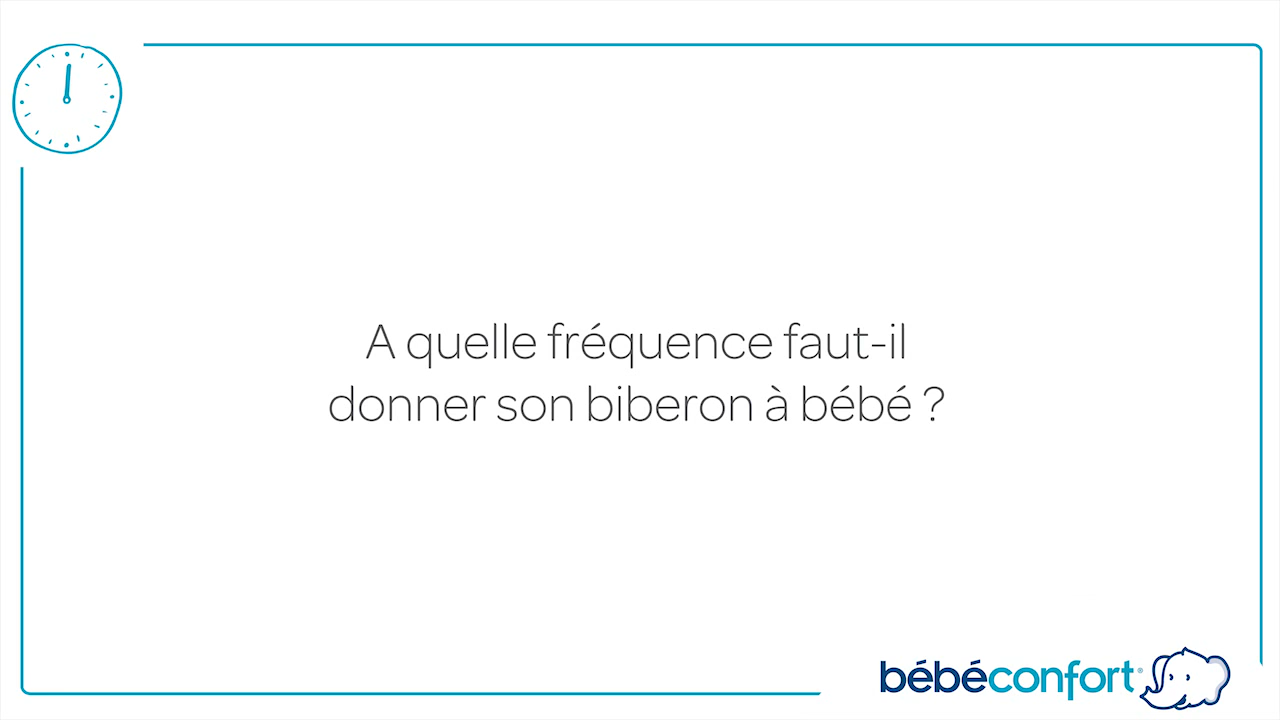 A quelle fréquence faut-il
donner son biberon à bébé ?
bébéconfort®